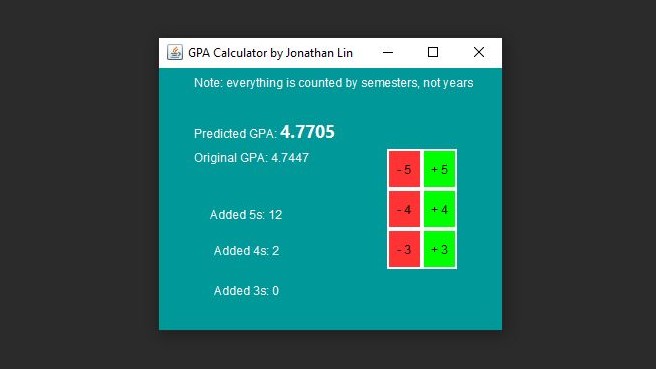 GPA Calculator by Jonathan Lin
Note: everything is counted by semesters, not years
Predicted GPA: 4.7705
Original GPA: 4.7447
- 5 + 5
Added 5s: 12
- 4 + 4
Added 4s: 2
- 3 + 3
Added 3s: 0